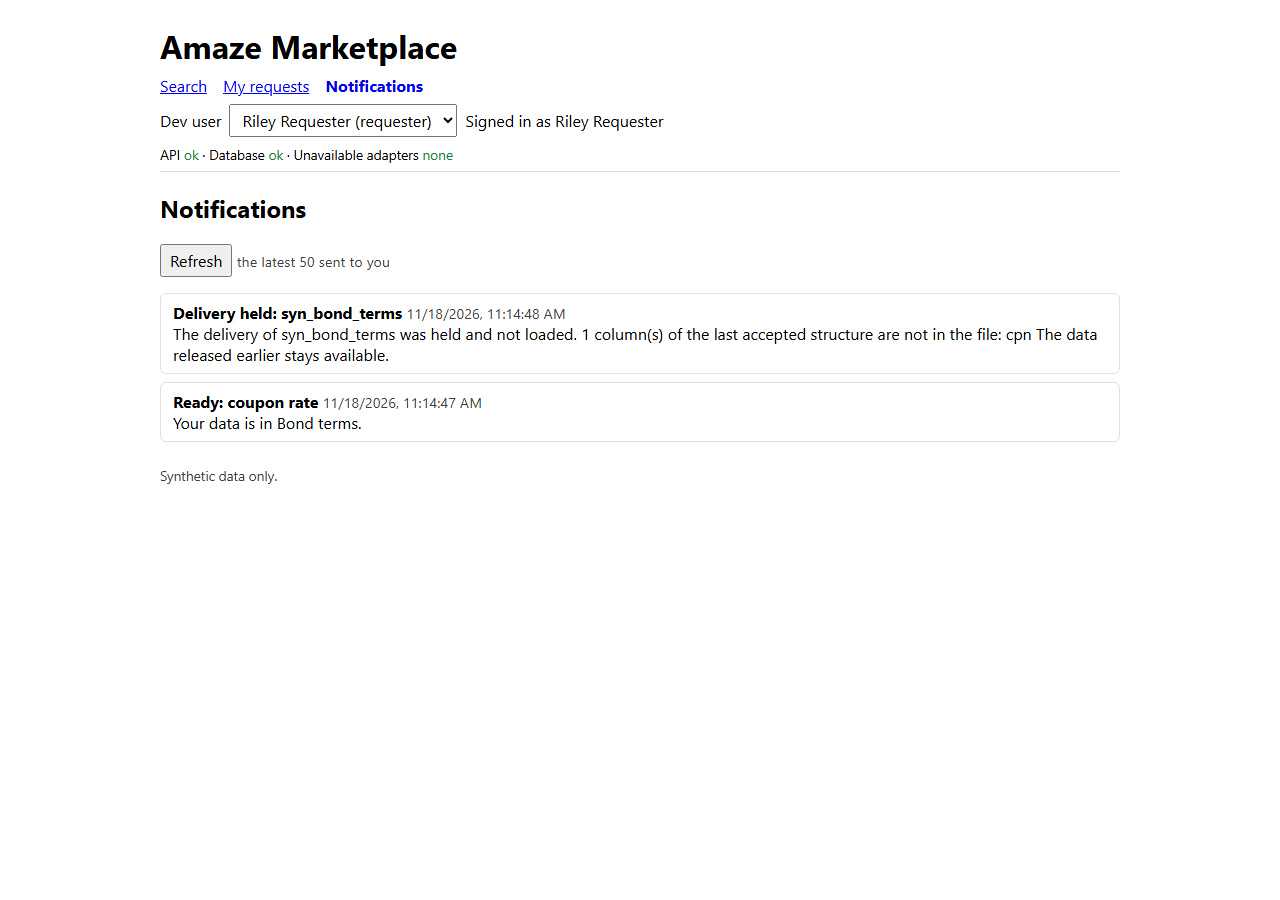 Amaze Marketplace
Search My requests Notifications
Dev user Riley Requester (requester) Signed in as Riley Requester
API ok · Database ok · Unavailable adapters none
Notifications
Refresh the latest 50 sent to you
Delivery held: syn_bond_terms 11/18/2026, 11:14:48 AM
The delivery of syn_bond_terms was held and not loaded. 1 column(s) of the last accepted structure are not in the file: cpn The data
released earlier stays available.
Ready: coupon rate 11/18/2026, 11:14:47 AM
Your data is in Bond terms.
Synthetic data only.